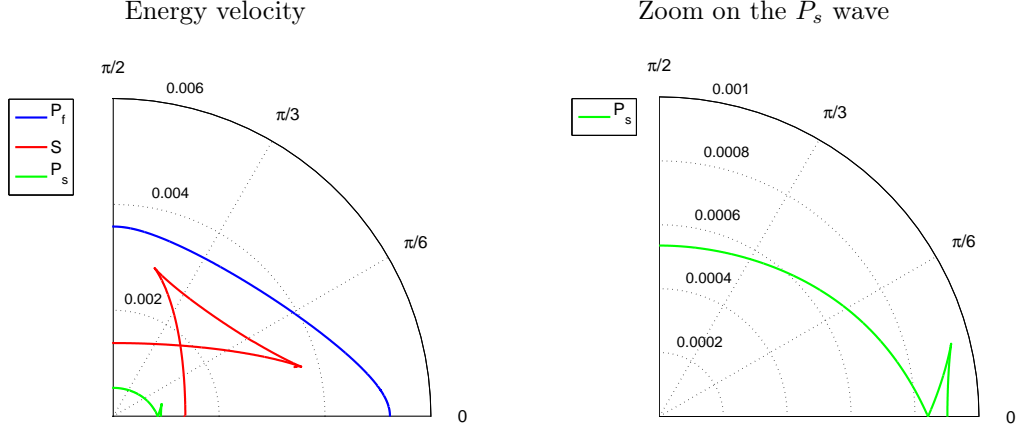 Energy velocity
π/2
0.006
P_f
S
P_s
π/3
0.004
π/6
0.002
0
Zoom on the P_s wave
π/2
0.001
P_s
π/3
0.0008
0.0006
π/6
0.0004
0.0002
0